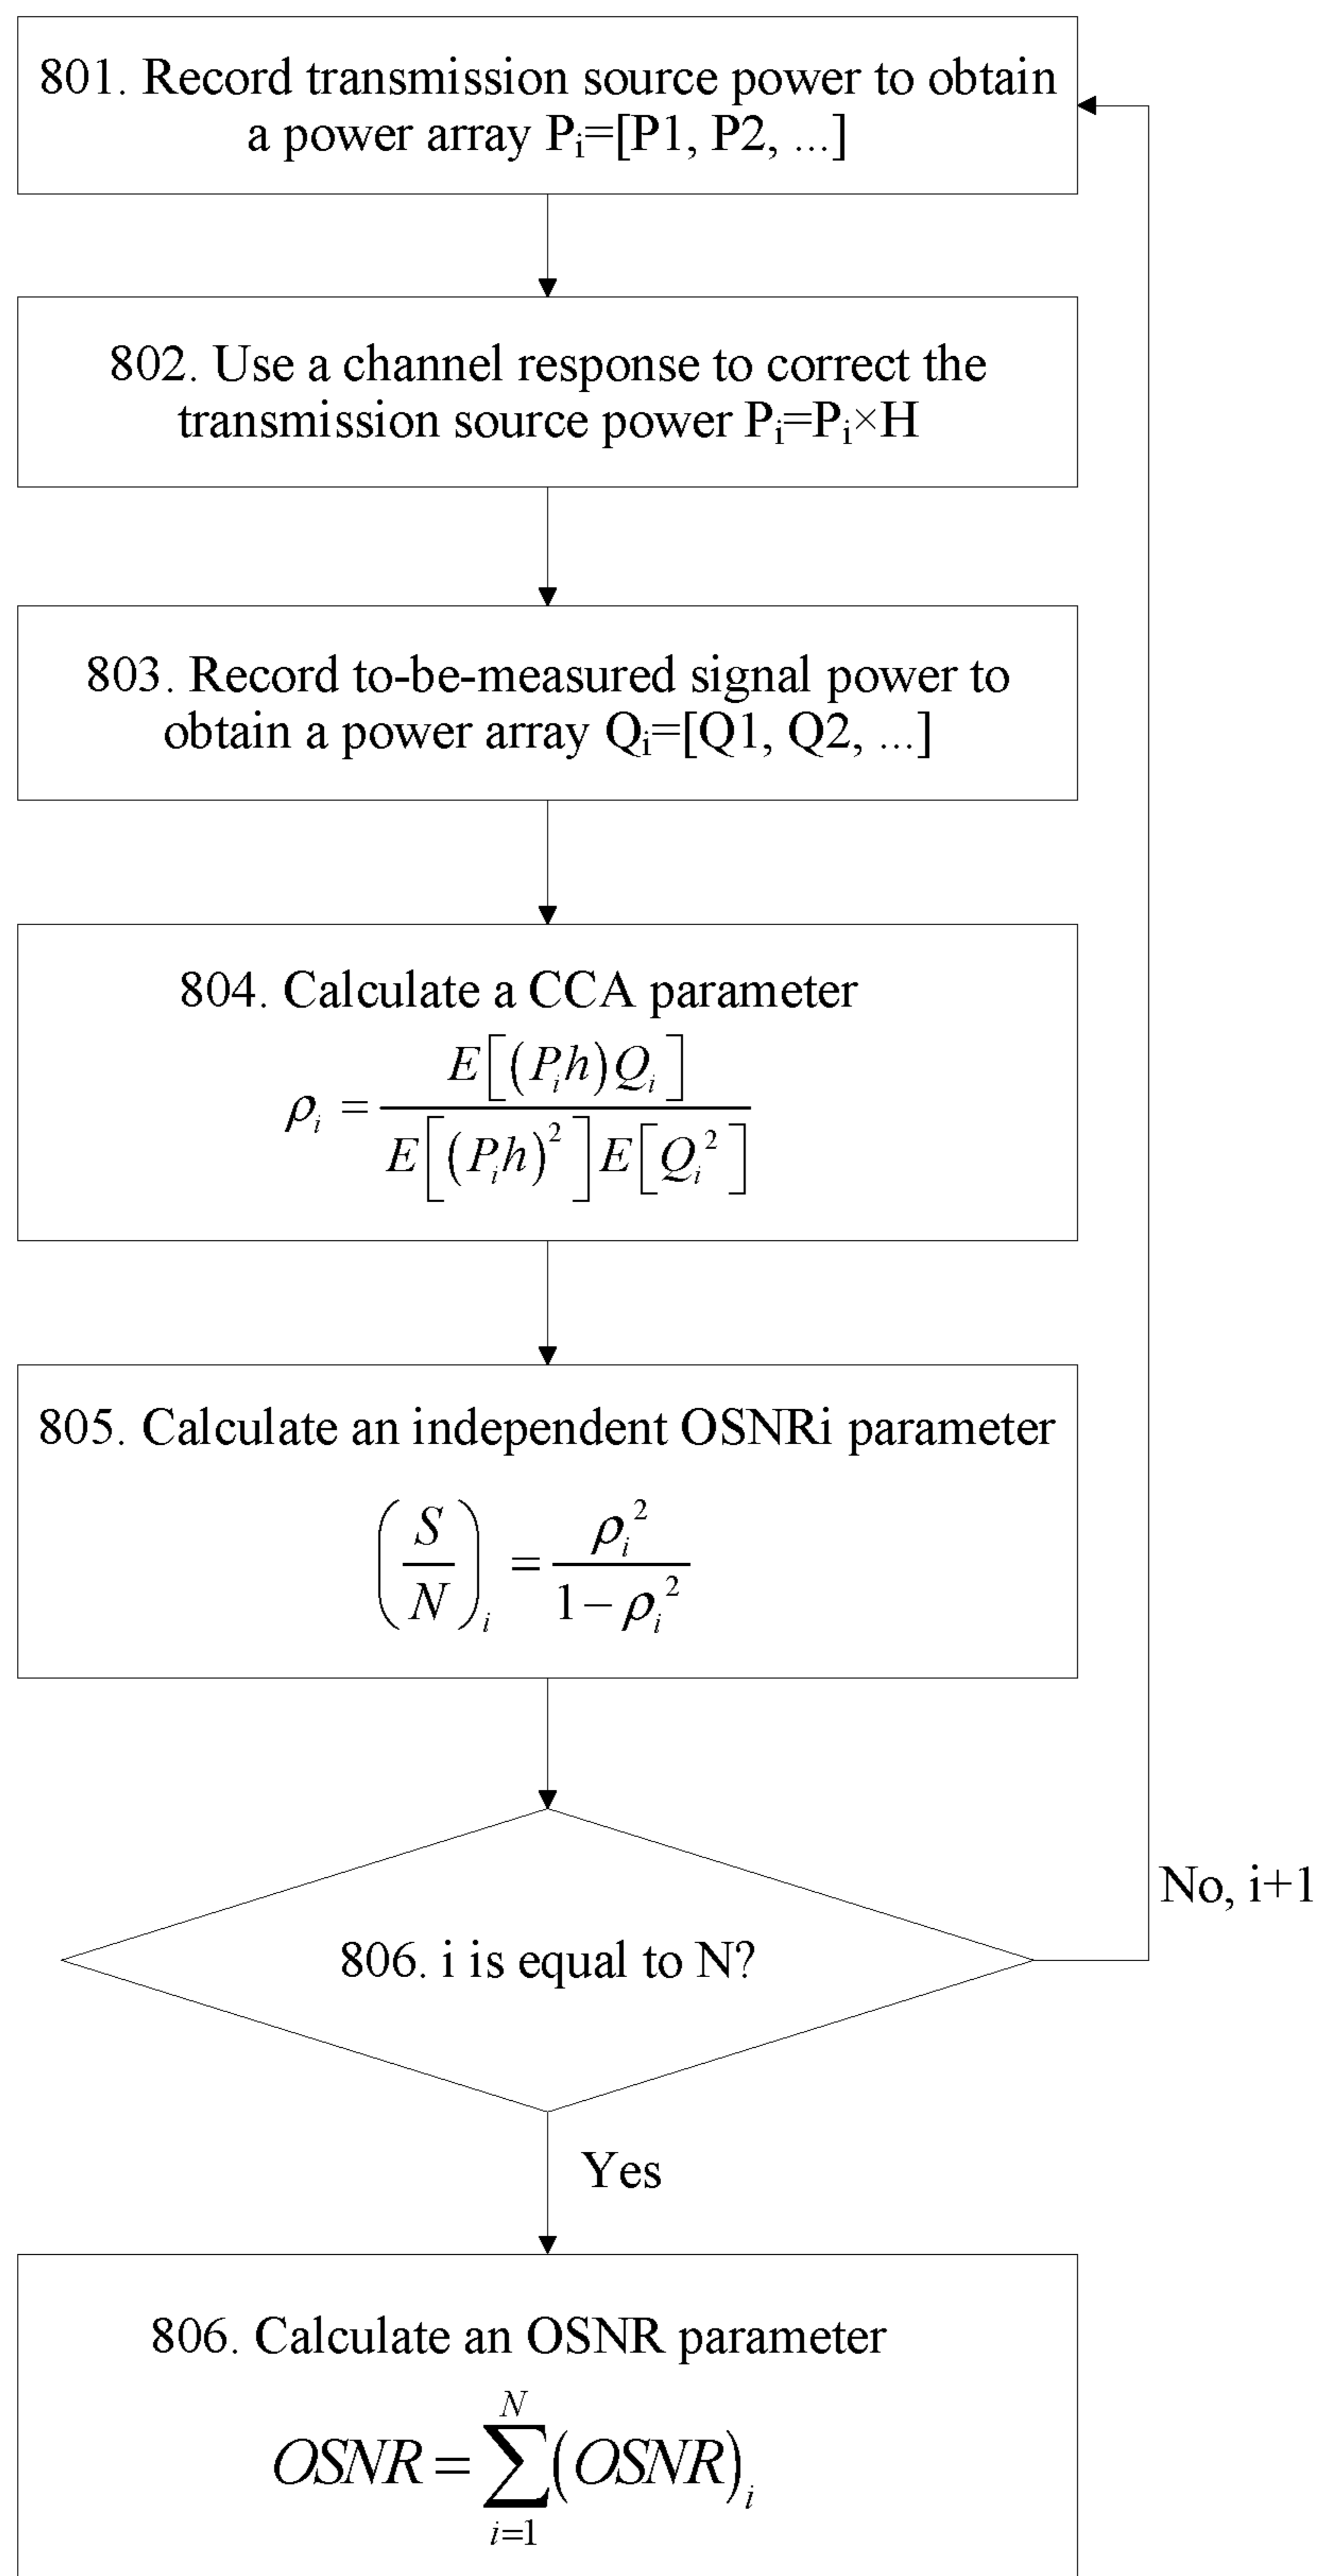 801. Record transmission source power to obtain
a power array Pᵢ=[P1, P2, ...]
802. Use a channel response to correct the
transmission source power Pᵢ=Pᵢ×H
803. Record to-be-measured signal power to
obtain a power array Qᵢ=[Q1, Q2, ...]
804. Calculate a CCA parameter
ρᵢ = E[(Pᵢh)Qᵢ] / E[(Pᵢh)²]E[Qᵢ²]
805. Calculate an independent OSNRi parameter
(S/N)ᵢ = ρᵢ² / 1−ρᵢ²
806. i is equal to N?
No, i+1
Yes
806. Calculate an OSNR parameter
OSNR = ∑ᵢ₌₁ᴺ (OSNR)ᵢ